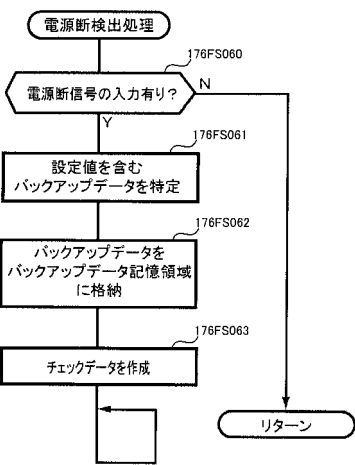 電源断検出処理
176FS060
電源断信号の入力有り?
N
Y
176FS061
設定値を含む
バックアップデータを特定
176FS062
バックアップデータを
バックアップデータ記憶領域
に格納
176FS063
チェックデータを作成
リターン